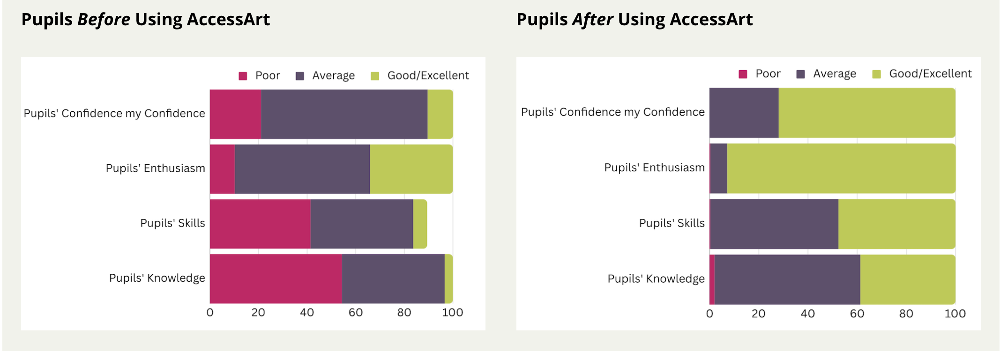 Pupils Before Using AccessArt
Poor Average Good/Excellent
Pupils' Confidence my Confidence
Pupils' Enthusiasm
Pupils' Skills
Pupils' Knowledge
0 20 40 60 80 100
Pupils After Using AccessArt
Poor Average Good/Excellent
Pupils' Confidence my Confidence
Pupils' Enthusiasm
Pupils' Skills
Pupils' Knowledge
0 20 40 60 80 100